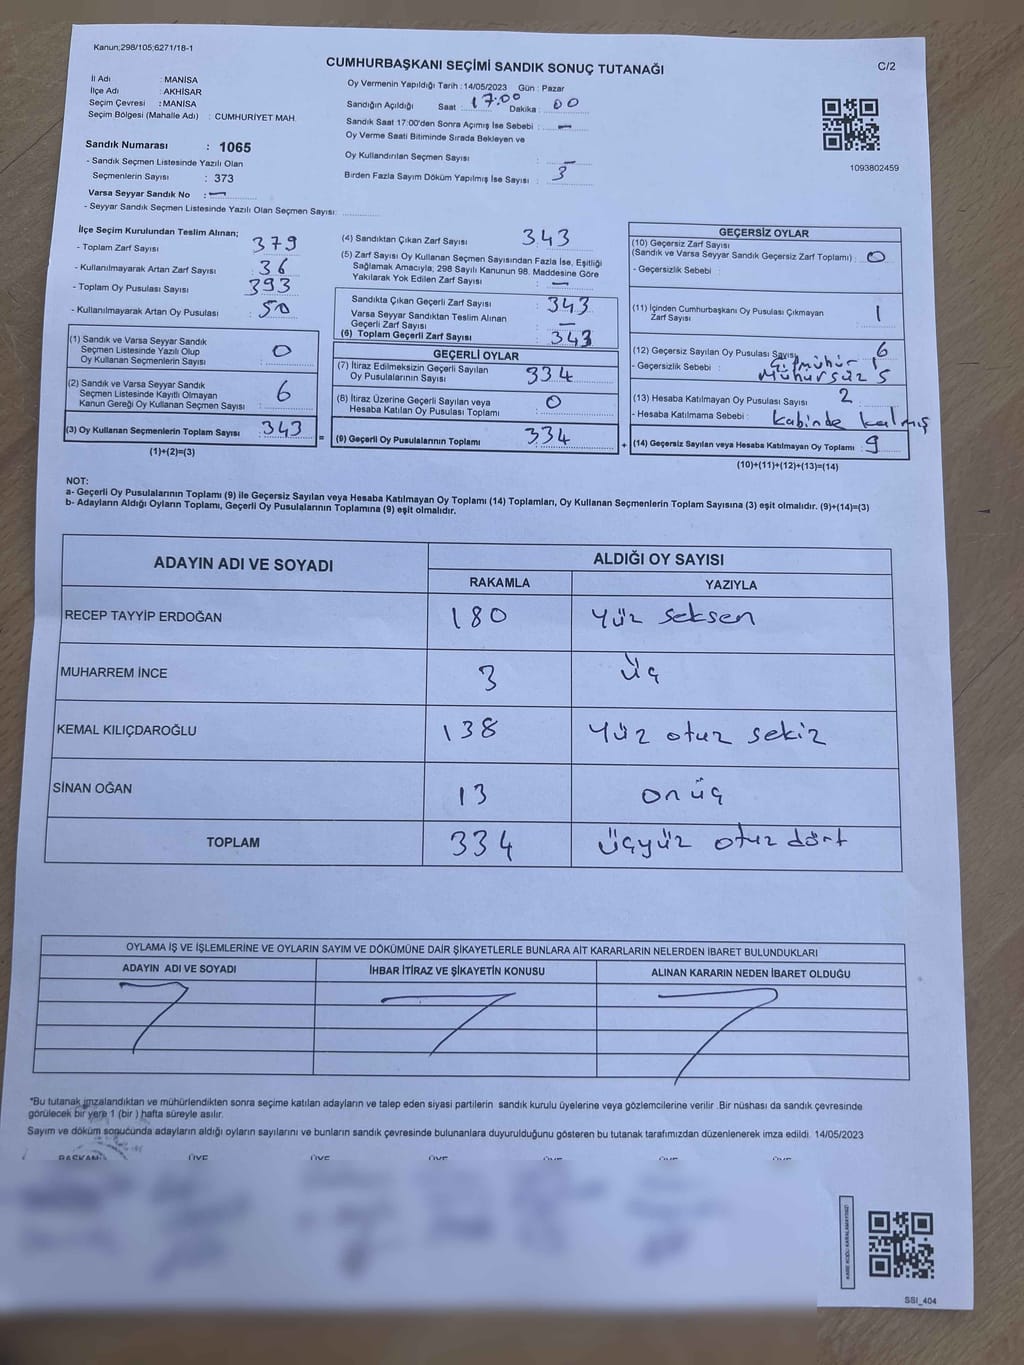 Kanun;298/105;6271/18-1
CUMHURBAŞKANI SEÇİMİ SANDIK SONUÇ TUTANAĞI
C/2
İl Adı : MANİSA
İlçe Adı : AKHİSAR
Seçim Çevresi : MANİSA
Seçim Bölgesi (Mahalle Adı) : CUMHURİYET MAH.
Sandık Numarası : 1065
- Sandık Seçmen Listesinde Yazılı Olan
Seçmenlerin Sayısı : 373
Varsa Seyyar Sandık No : —
- Seyyar Sandık Seçmen Listesinde Yazılı Olan Seçmen Sayısı:
Oy Vermenin Yapıldığı Tarih : 14/05/2023 Gün : Pazar
Sandığın Açıldığı Saat : 17:00 Dakika : 00
Sandık Saat 17:00'den Sonra Açımış İse Sebebi : —
Oy Verme Saati Bitiminde Sırada Bekleyen ve
Oy Kullandırılan Seçmen Sayısı : —
Birden Fazla Sayım Döküm Yapılmış İse Sayısı : 3
1093802459
İlçe Seçim Kurulundan Teslim Alınan;
- Toplam Zarf Sayısı 379
- Kullanılmayarak Artan Zarf Sayısı 36
- Toplam Oy Pusulası Sayısı 393
- Kullanılmayarak Artan Oy Pusulası 50
(1) Sandık ve Varsa Seyyar Sandık
Seçmen Listesinde Yazılı Olup
Oy Kullanan Seçmenlerin Sayısı : 0
(2) Sandık ve Varsa Seyyar Sandık
Seçmen Listesinde Kayıtlı Olmayan
Kanun Gereği Oy Kullanan Seçmen Sayısı : 6
(3) Oy Kullanan Seçmenlerin Toplam Sayısı : 343
(1)+(2)=(3)
(4) Sandıktan Çıkan Zarf Sayısı : 343
(5) Zarf Sayısı Oy Kullanan Seçmen Sayısından Fazla İse, Eşitliği
Sağlamak Amacıyla; 298 Sayılı Kanunun 98. Maddesine Göre
Yakılarak Yok Edilen Zarf Sayısı : —
Sandıkta Çıkan Geçerli Zarf Sayısı : 343
Varsa Seyyar Sandıktan Teslim Alınan
Geçerli Zarf Sayısı : —
(6) Toplam Geçerli Zarf Sayısı : 343
GEÇERLİ OYLAR
(7) İtiraz Edilmeksizin Geçerli Sayılan
Oy Pusulalarının Sayısı : 334
(8) İtiraz Üzerine Geçerli Sayılan veya
Hesaba Katılan Oy Pusulası Toplamı : 0
= (9) Geçerli Oy Pusulalarının Toplamı : 334
GEÇERSİZ OYLAR
(10) Geçersiz Zarf Sayısı
(Sandık ve Varsa Seyyar Sandık Geçersiz Zarf Toplamı) : 0
- Geçersizlik Sebebi :
(11) İçinden Cumhurbaşkanı Oy Pusulası Çıkmayan
Zarf Sayısı : 1
(12) Geçersiz Sayılan Oy Pusulası Sayısı 6
- Geçersizlik Sebebi : mühür 1
Mühürsüz 5
(13) Hesaba Katılmayan Oy Pusulası Sayısı 2
- Hesaba Katılmama Sebebi : kabinde kalmış
+ (14) Geçersiz Sayılan veya Hesaba Katılmayan Oy Toplamı : 9
(10)+(11)+(12)+(13)=(14)
NOT:
a- Geçerli Oy Pusulalarının Toplamı (9) ile Geçersiz Sayılan veya Hesaba Katılmayan Oy Toplamı (14) Toplamları, Oy Kullanan Seçmenlerin Toplam Sayısına (3) eşit olmalıdır. (9)+(14)=(3)
b- Adayların Aldığı Oyların Toplamı, Geçerli Oy Pusulalarının Toplamına (9) eşit olmalıdır.
ADAYIN ADI VE SOYADI ALDIĞI OY SAYISI
RAKAMLA YAZIYLA
RECEP TAYYİP ERDOĞAN 180 Yüz seksen
MUHARREM İNCE 3 Üç
KEMAL KILIÇDAROĞLU 138 Yüz otuz sekiz
SİNAN OĞAN 13 onüç
TOPLAM 334 Üçyüz otuz dört
OYLAMA İŞ VE İŞLEMLERİNE VE OYLARIN SAYIM VE DÖKÜMÜNE DAİR ŞİKAYETLERLE BUNLARA AİT KARARLARIN NELERDEN İBARET BULUNDUKLARI
ADAYIN ADI VE SOYADI İHBAR İTİRAZ VE ŞİKAYETİN KONUSU ALINAN KARARIN NEDEN İBARET OLDUĞU
"Bu tutanak imzalandıktan ve mühürlendikten sonra seçime katılan adayların ve talep eden siyasi partilerin sandık kurulu üyelerine veya gözlemcilerine verilir .Bir nüshası da sandık çevresinde
görülecek bir yere 1 (bir ) hafta süreyle asılır.
Sayım ve döküm sonucunda adayların aldığı oyların sayılarını ve bunların sandık çevresinde bulunanlara duyurulduğunu gösteren bu tutanak tarafımızdan düzenlenerek imza edildi. 14/05/2023
BAŞKAN ÜYE ÜYE ÜYE ÜYE ÜYE ÜYE
KARE KODU KARALAMAYINIZ!
SSI_404